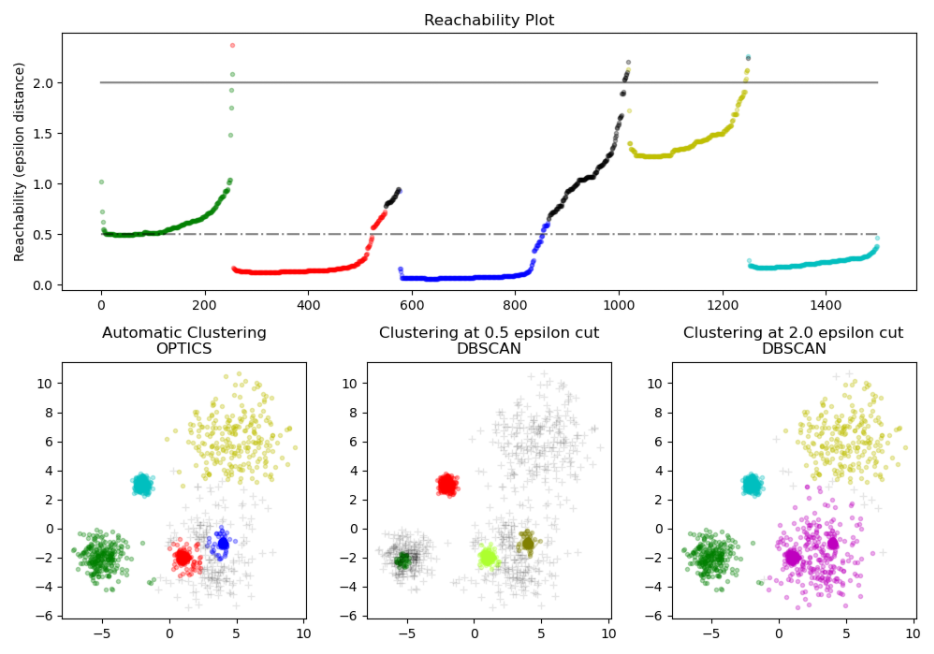 Reachability Plot
Reachability (epsilon distance)
2.0
1.5
1.0
0.5
0.0
0 200 400 600 800 1000 1200 1400
Automatic Clustering
OPTICS
10
8
6
4
2
0
−2
−4
−6
−5 0 5 10
Clustering at 0.5 epsilon cut
DBSCAN
10
8
6
4
2
0
−2
−4
−6
−5 0 5 10
Clustering at 2.0 epsilon cut
DBSCAN
10
8
6
4
2
0
−2
−4
−6
−5 0 5 10